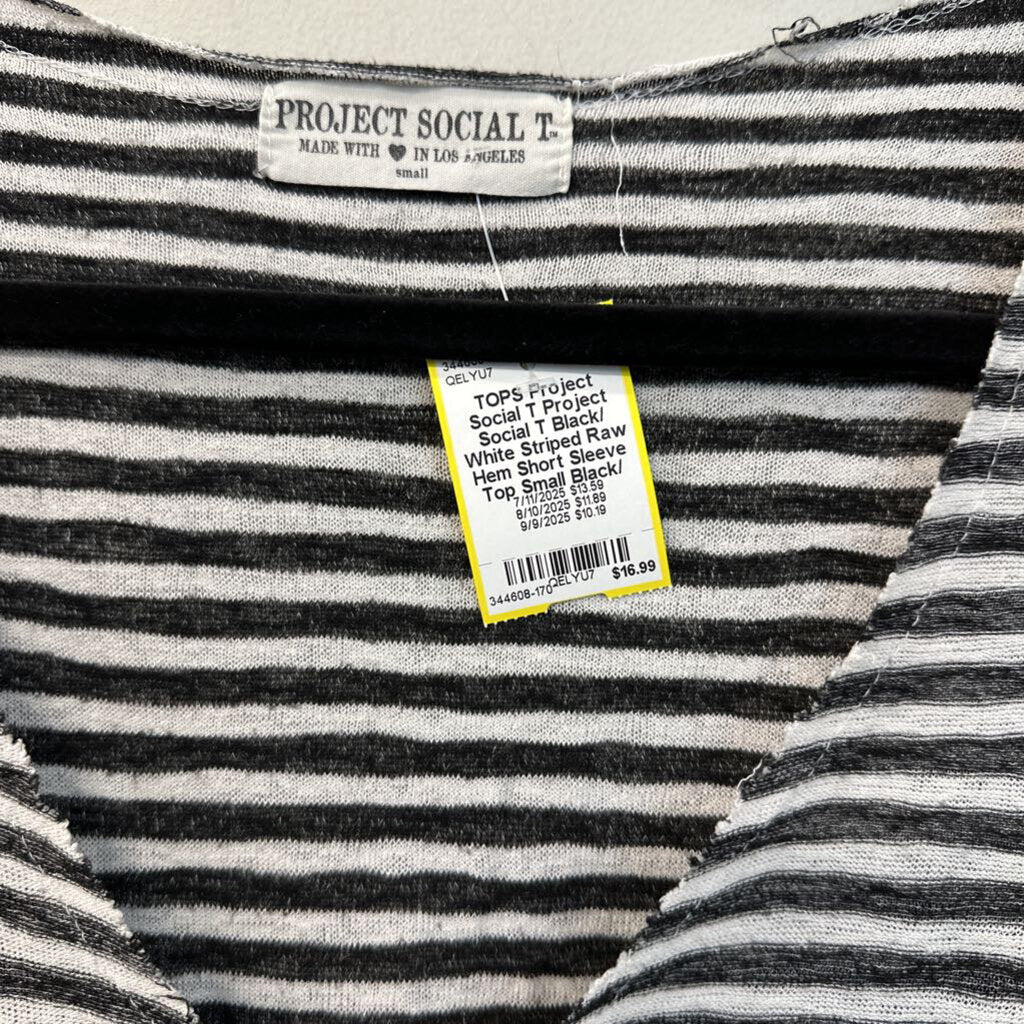 PROJECT SOCIAL T™
MADE WITH ♥ IN LOS ANGELES
small
QELYU7
TOPS Project
Social T Project
Social T Black/
White Striped Raw
Hem Short Sleeve
Top Small Black/
7/11/2025 $13.59
8/10/2025 $11.89
9/9/2025 $10.19
344608-170 QELYU7 $16.99